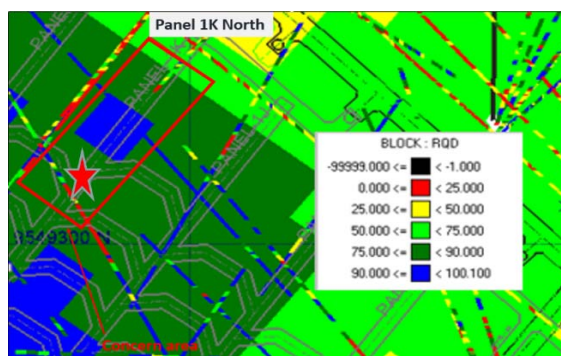 Panel 1K North
BLOCK : RQD
-99999.000 <= < -1.000
0.000 <= < 25.000
25.000 <= < 50.000
50.000 <= < 75.000
75.000 <= < 90.000
90.000 <= < 100.100
Concern area